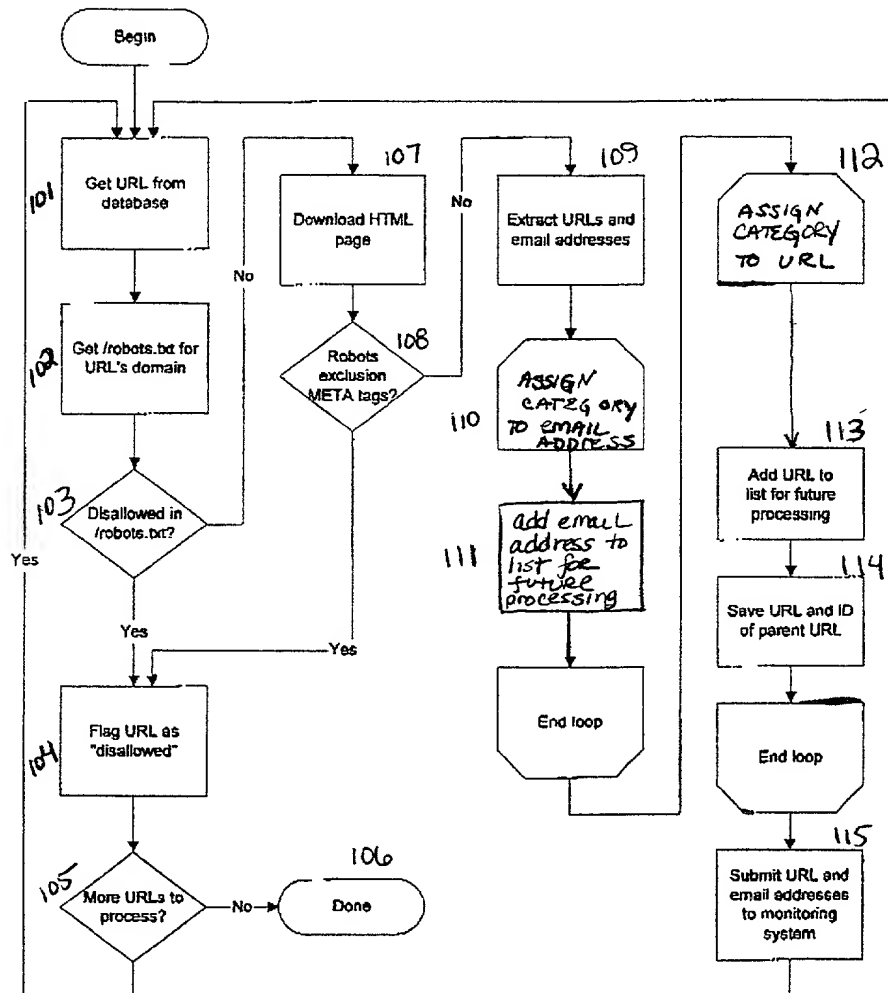 Begin
101
Get URL from
database
102
Get /robots.txt for
URL's domain
103
Disallowed in
/robots.txt?
Yes
No
Yes
104
Flag URL as
"disallowed"
105
More URLs to
process?
No
106
Done
107
Download HTML
page
108
Robots
exclusion
META tags?
No
Yes
109
Extract URLs and
email addresses
110
ASSIGN
CATEGORY
TO EMAIL
ADDRESS
111
add email
address to
list for
future
processing
End loop
112
ASSIGN
CATEGORY
TO URL
113
Add URL to
list for future
processing
114
Save URL and ID
of parent URL
End loop
115
Submit URL and
email addresses
to monitoring
system